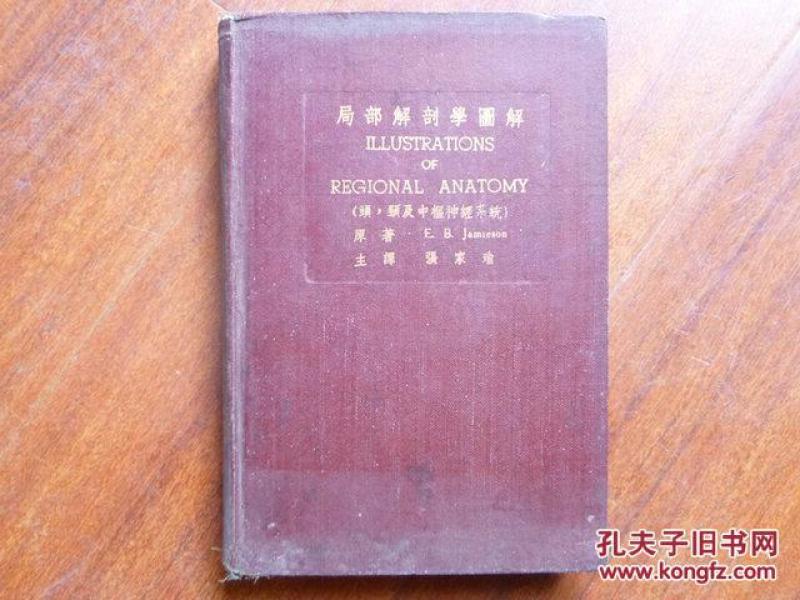 局部解剖學圖解
ILLUSTRATIONS
OF
REGIONAL ANATOMY
(頭，頸及中樞神經系統)
原著 E. B. Jamieson
主譯 張家瑜
孔夫子旧书网
www.kongfz.com